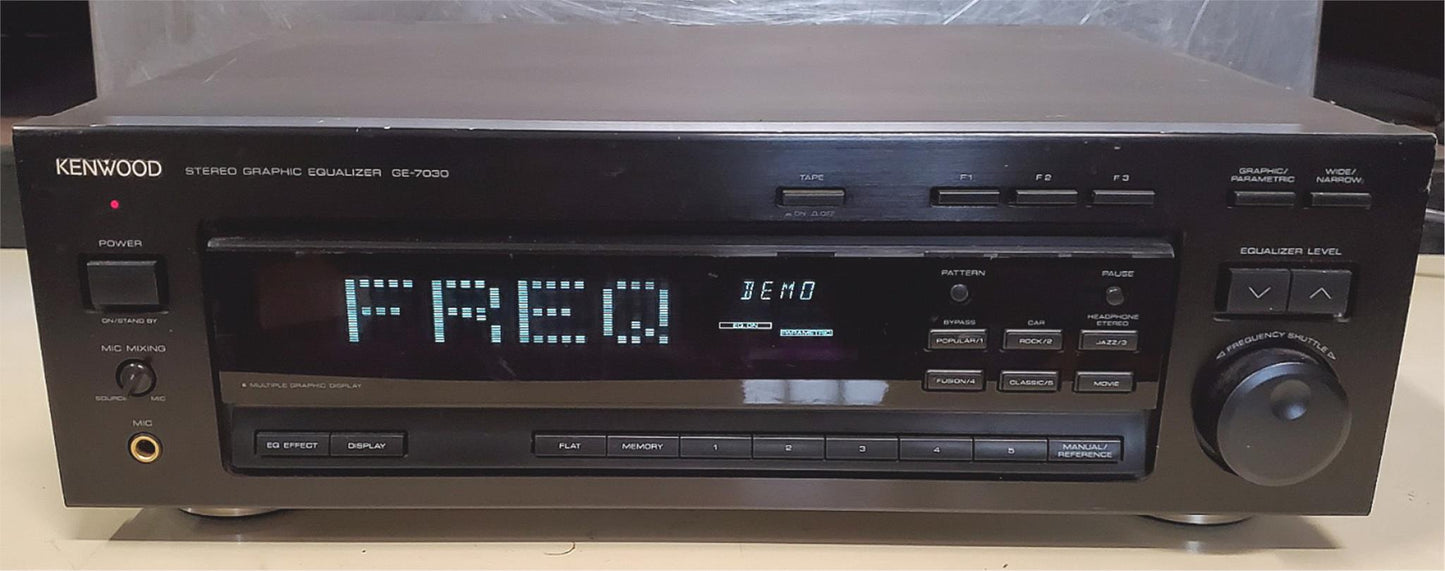 KENWOOD STEREO GRAPHIC EQUALIZER GE-7030
TAPE
ON OFF
F1
F2
F3
GRAPHIC/
PARAMETRIC
WIDE/
NARROW
POWER
ON/STAND BY
MIC MIXING
SOURCE MIC
MIC
FREQ
DEMO
EQ ON
PARAMETRIC
MULTIPLE GRAPHIC DISPLAY
PATTERN
PAUSE
BYPASS
CAR
HEADPHONE
ETEREO
POPULAR/1
ROCK/2
JAZZ/3
FUSION/4
CLASSIC/5
MOVIE
EQUALIZER LEVEL
FREQUENCY SHUTTLE
EQ EFFECT
DISPLAY
FLAT
MEMORY
1
2
3
4
5
MANUAL/
REFERENCE